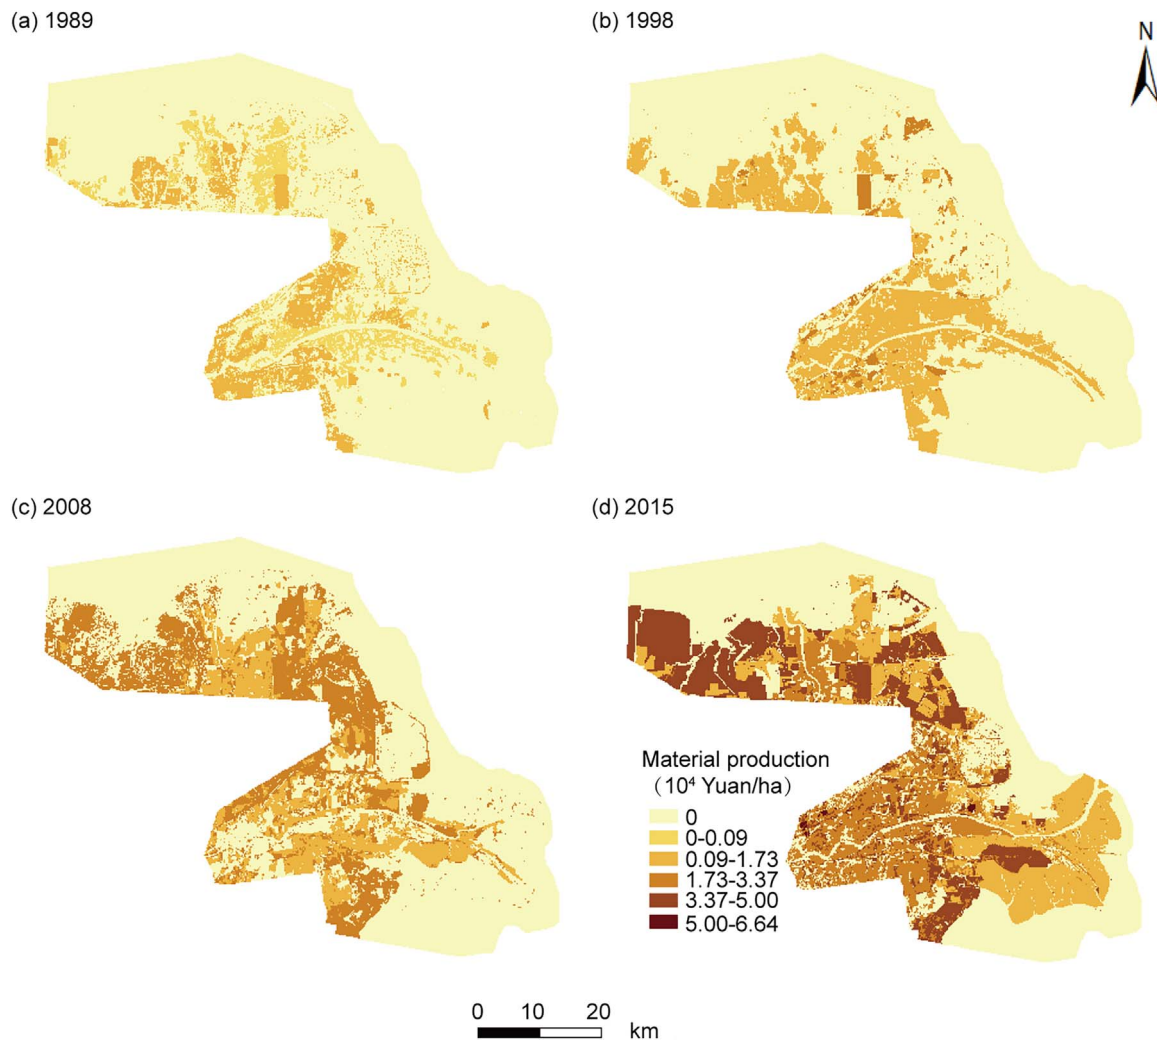 (a) 1989
(b) 1998
N
(c) 2008
(d) 2015
Material production
（10⁴ Yuan/ha）
0
0-0.09
0.09-1.73
1.73-3.37
3.37-5.00
5.00-6.64
0 10 20
km